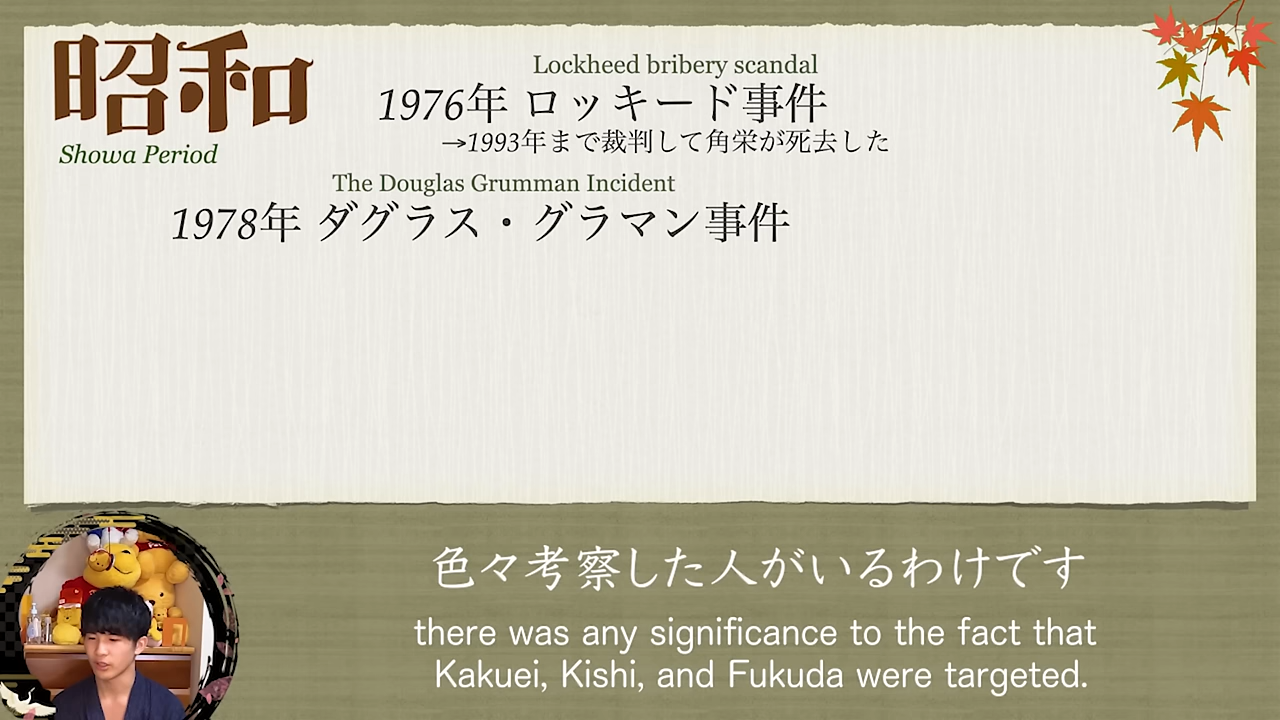 昭和
Showa Period
Lockheed bribery scandal
1976年 ロッキード事件
→1993年まで裁判して角栄が死去した
The Douglas Grumman Incident
1978年 ダグラス・グラマン事件
色々考察した人がいるわけです
there was any significance to the fact that
Kakuei, Kishi, and Fukuda were targeted.